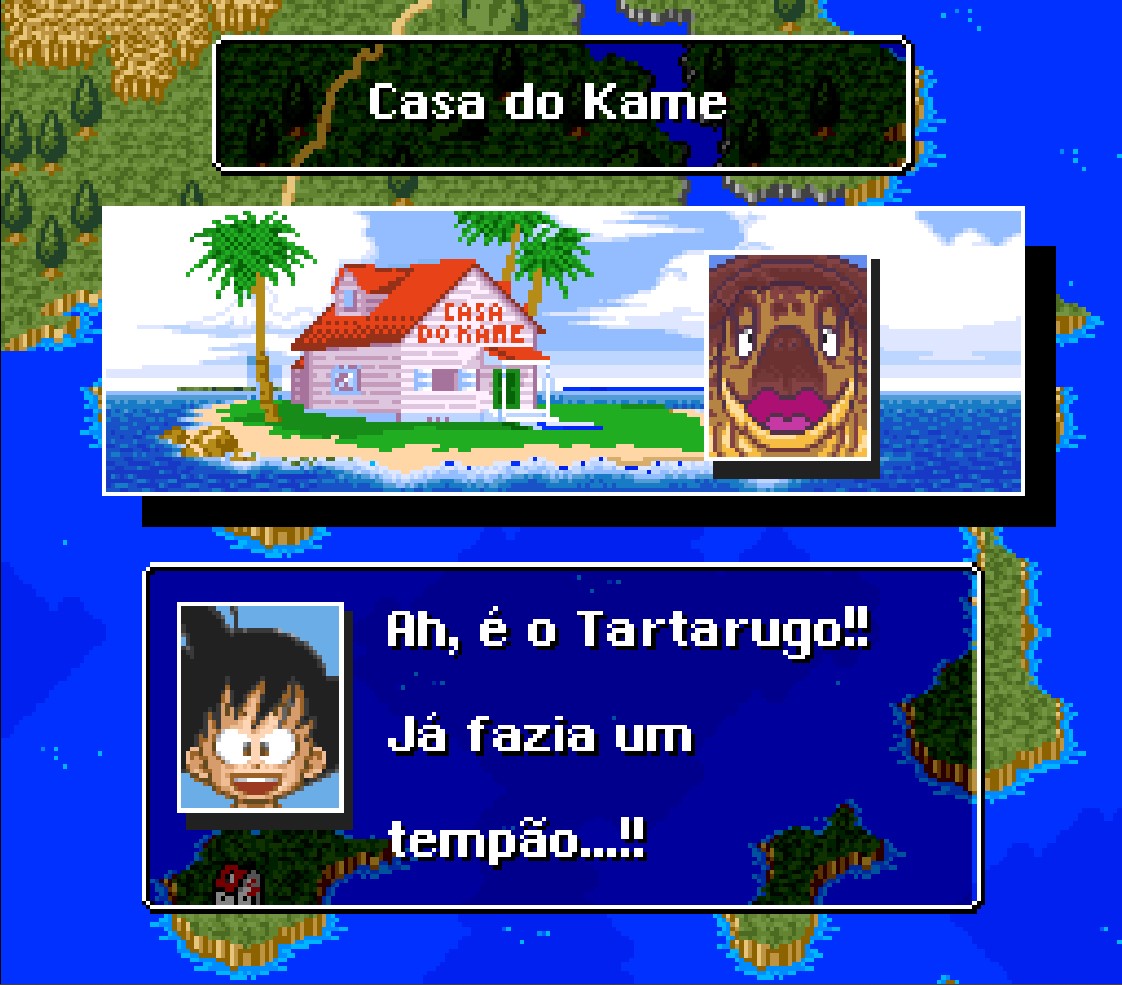 Casa do Kame
CASA
DO KAME
Ah, é o Tartarugo!!
Já fazia um
tempão...!!